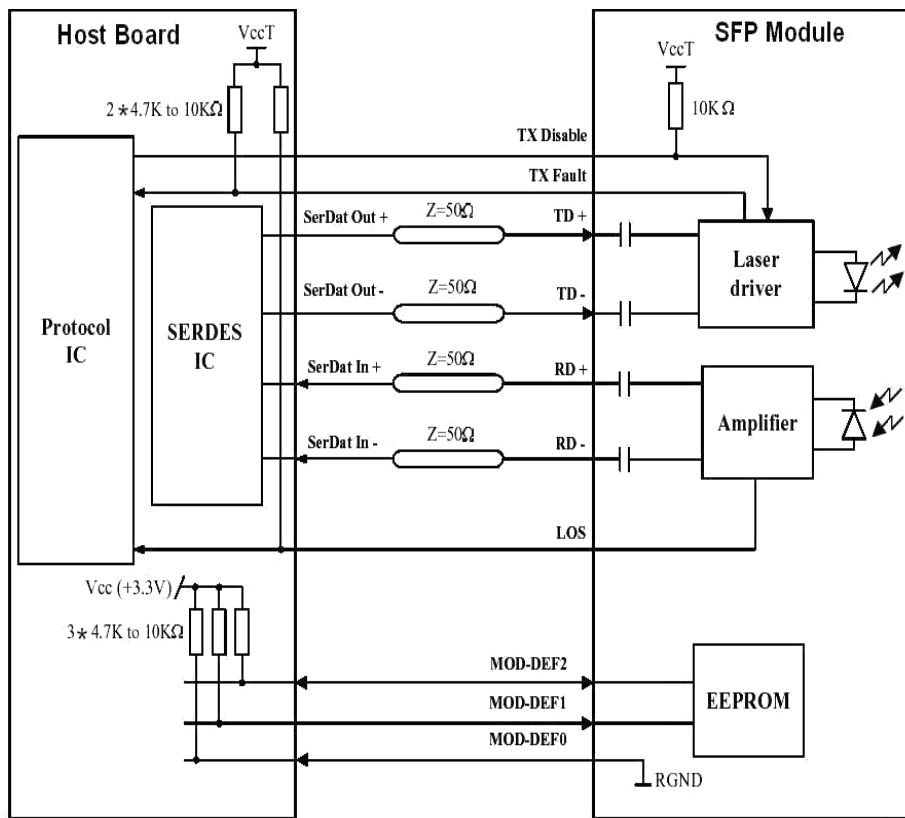 Host Board
SFP Module
VccT
VccT
2*4.7K to 10KΩ
10KΩ
TX Disable
TX Fault
SerDat Out +
Z=50Ω
TD +
SerDat Out -
Z=50Ω
TD -
Laser
driver
Protocol
IC
SERDES
IC
SerDat In +
Z=50Ω
RD +
SerDat In -
Z=50Ω
RD -
Amplifier
LOS
Vcc (+3.3V)
3*4.7K to 10KΩ
MOD-DEF2
MOD-DEF1
MOD-DEF0
EEPROM
RGND